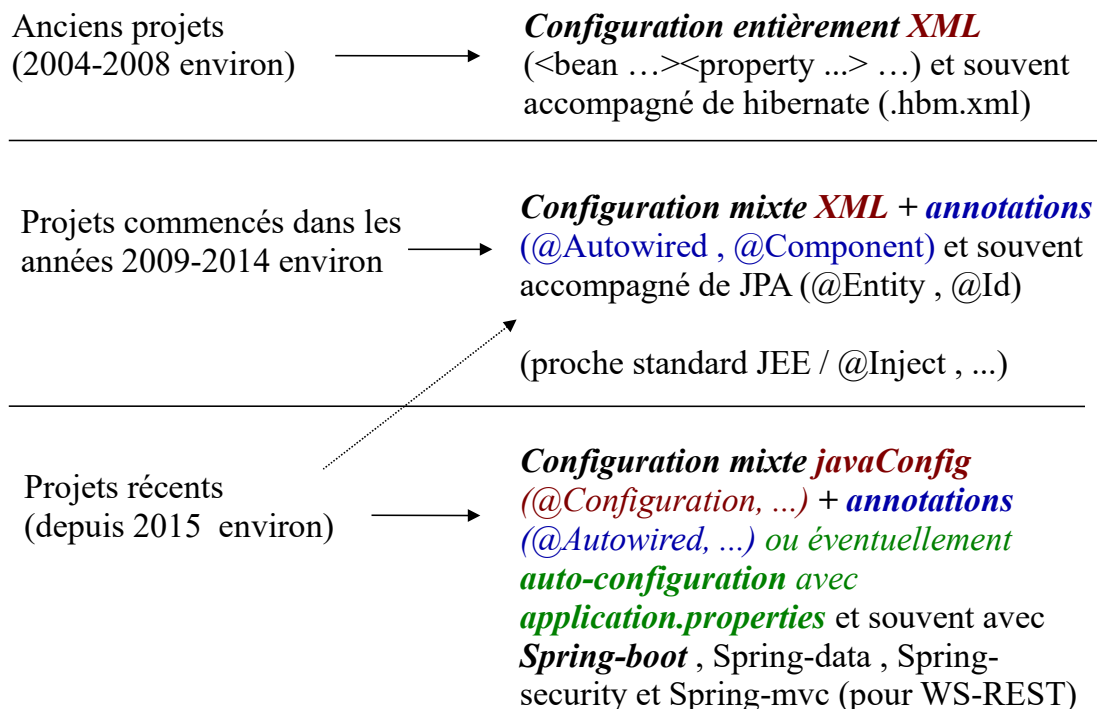 Anciens projets
(2004-2008 environ)
Configuration entièrement XML
(<bean …><property ...> …) et souvent
accompagné de hibernate (.hbm.xml)
Projets commencés dans les
années 2009-2014 environ
Configuration mixte XML + annotations
(@Autowired , @Component) et souvent
accompagné de JPA (@Entity , @Id)
(proche standard JEE / @Inject , ...)
Projets récents
(depuis 2015 environ)
Configuration mixte javaConfig
(@Configuration, ...) + annotations
(@Autowired, ...) ou éventuellement
auto-configuration avec
application.properties et souvent avec
Spring-boot , Spring-data , Spring-
security et Spring-mvc (pour WS-REST)